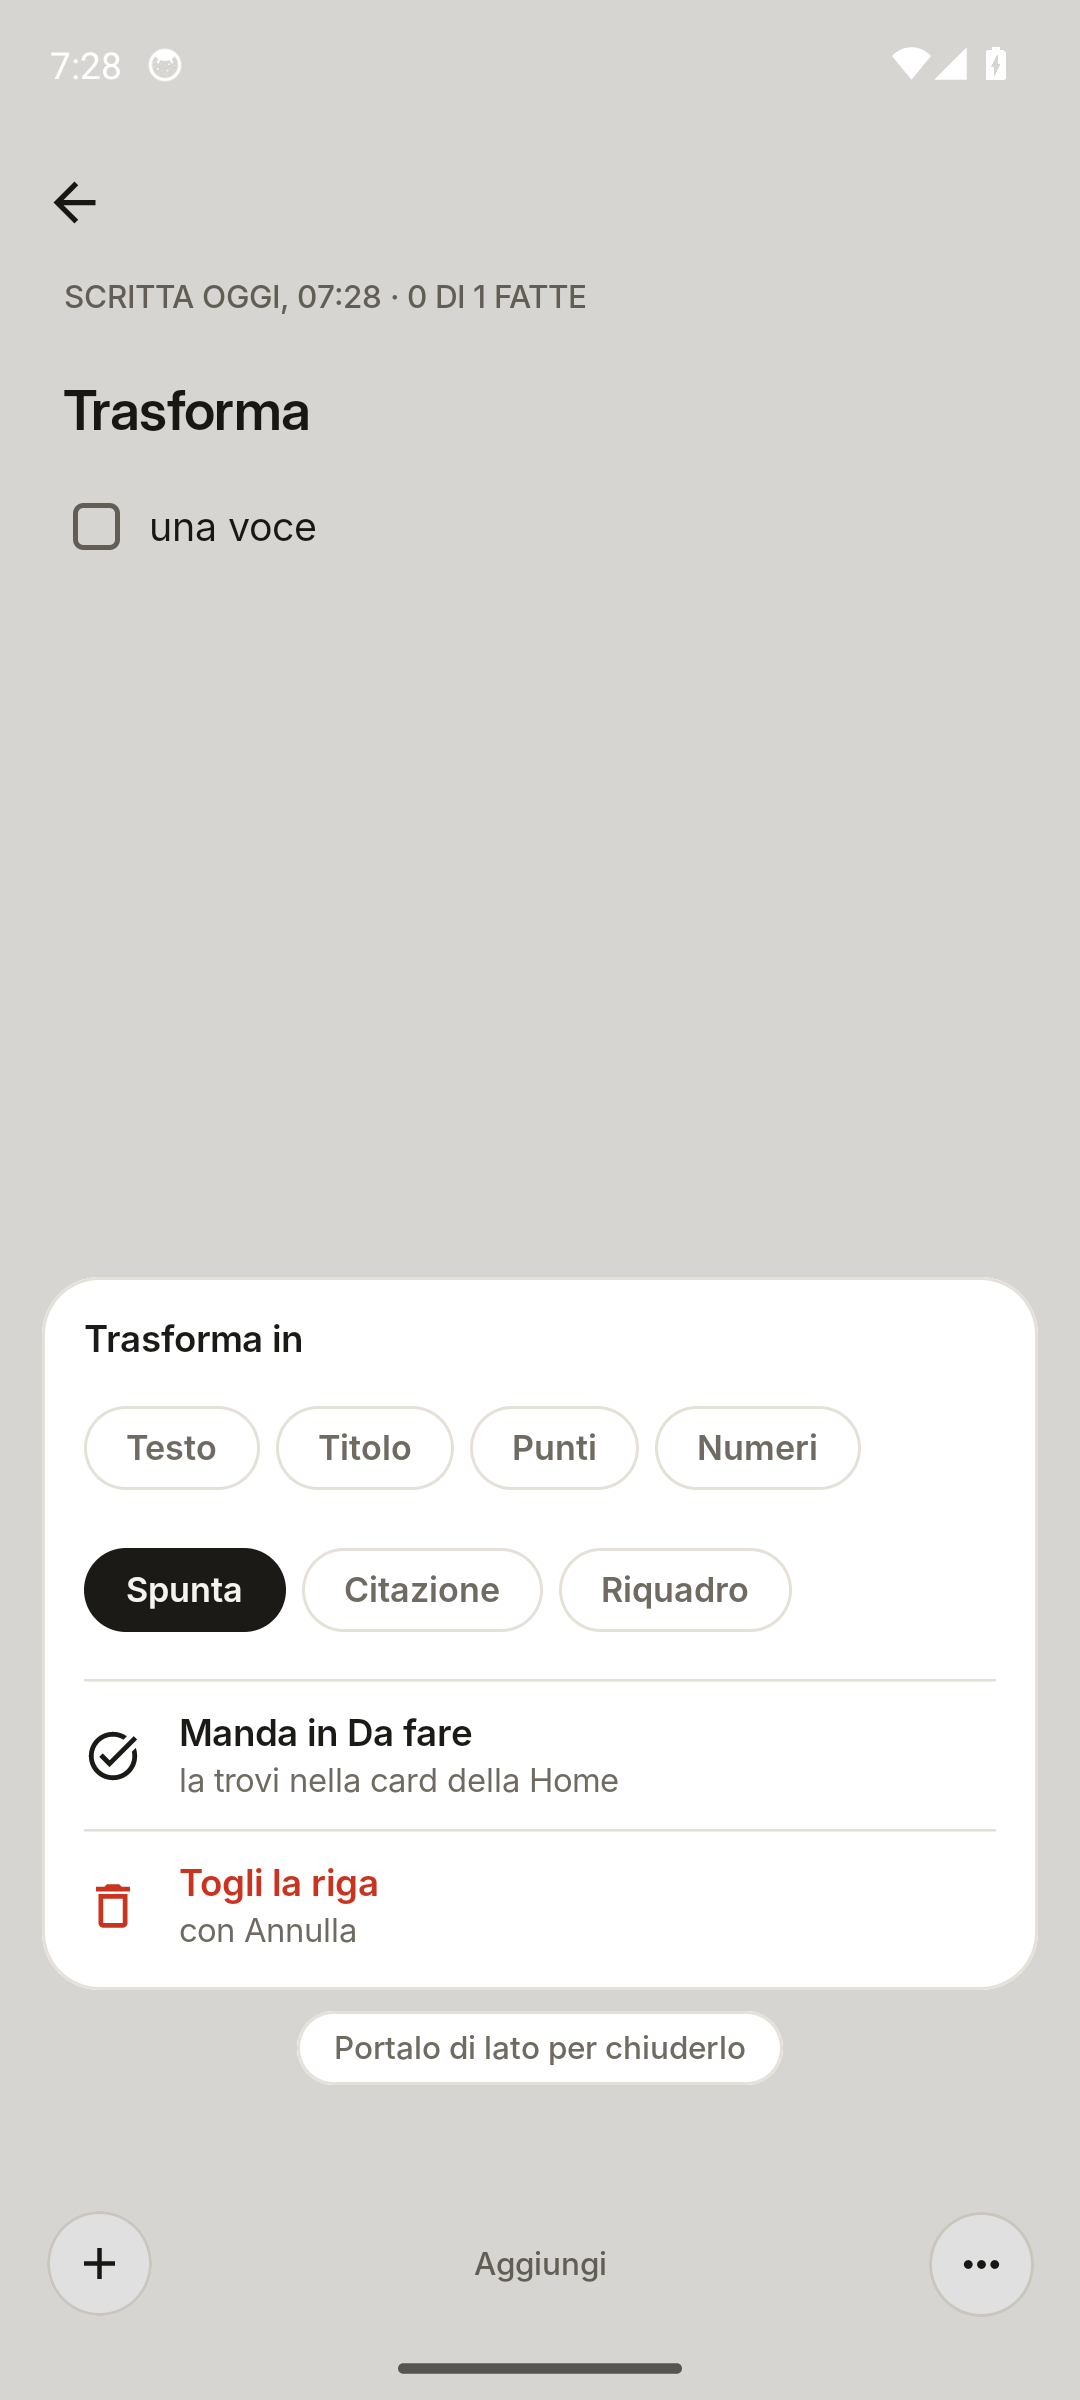 7:28
SCRITTA OGGI, 07:28 · 0 DI 1 FATTE
Trasforma
una voce
Trasforma in
Testo Titolo Punti Numeri
Spunta Citazione Riquadro
Manda in Da fare
la trovi nella card della Home
Togli la riga
con Annulla
Portalo di lato per chiuderlo
Aggiungi